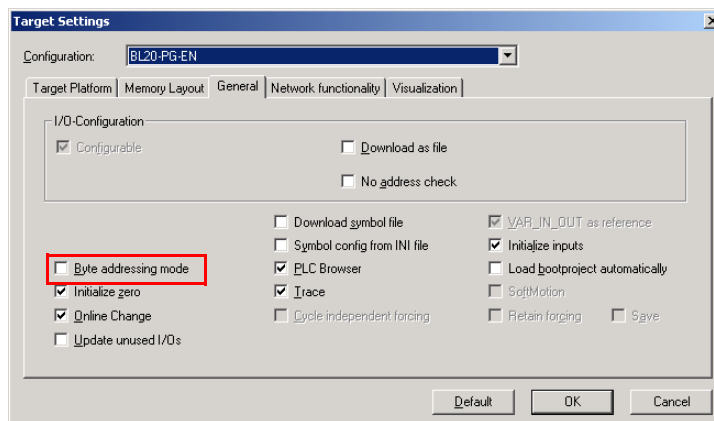 Target Settings
Configuration: BL20-PG-EN
Target Platform Memory Layout General Network functionality Visualization
I/O-Configuration
Configurable Download as file
No address check
Download symbol file VAR_IN_OUT as reference
Symbol config from INI file Initialize inputs
Byte addressing mode PLC Browser Load bootproject automatically
Initialize zero Trace SoftMotion
Online Change Cycle independent forcing Retain forcing Save
Update unused I/Os
Default OK Cancel